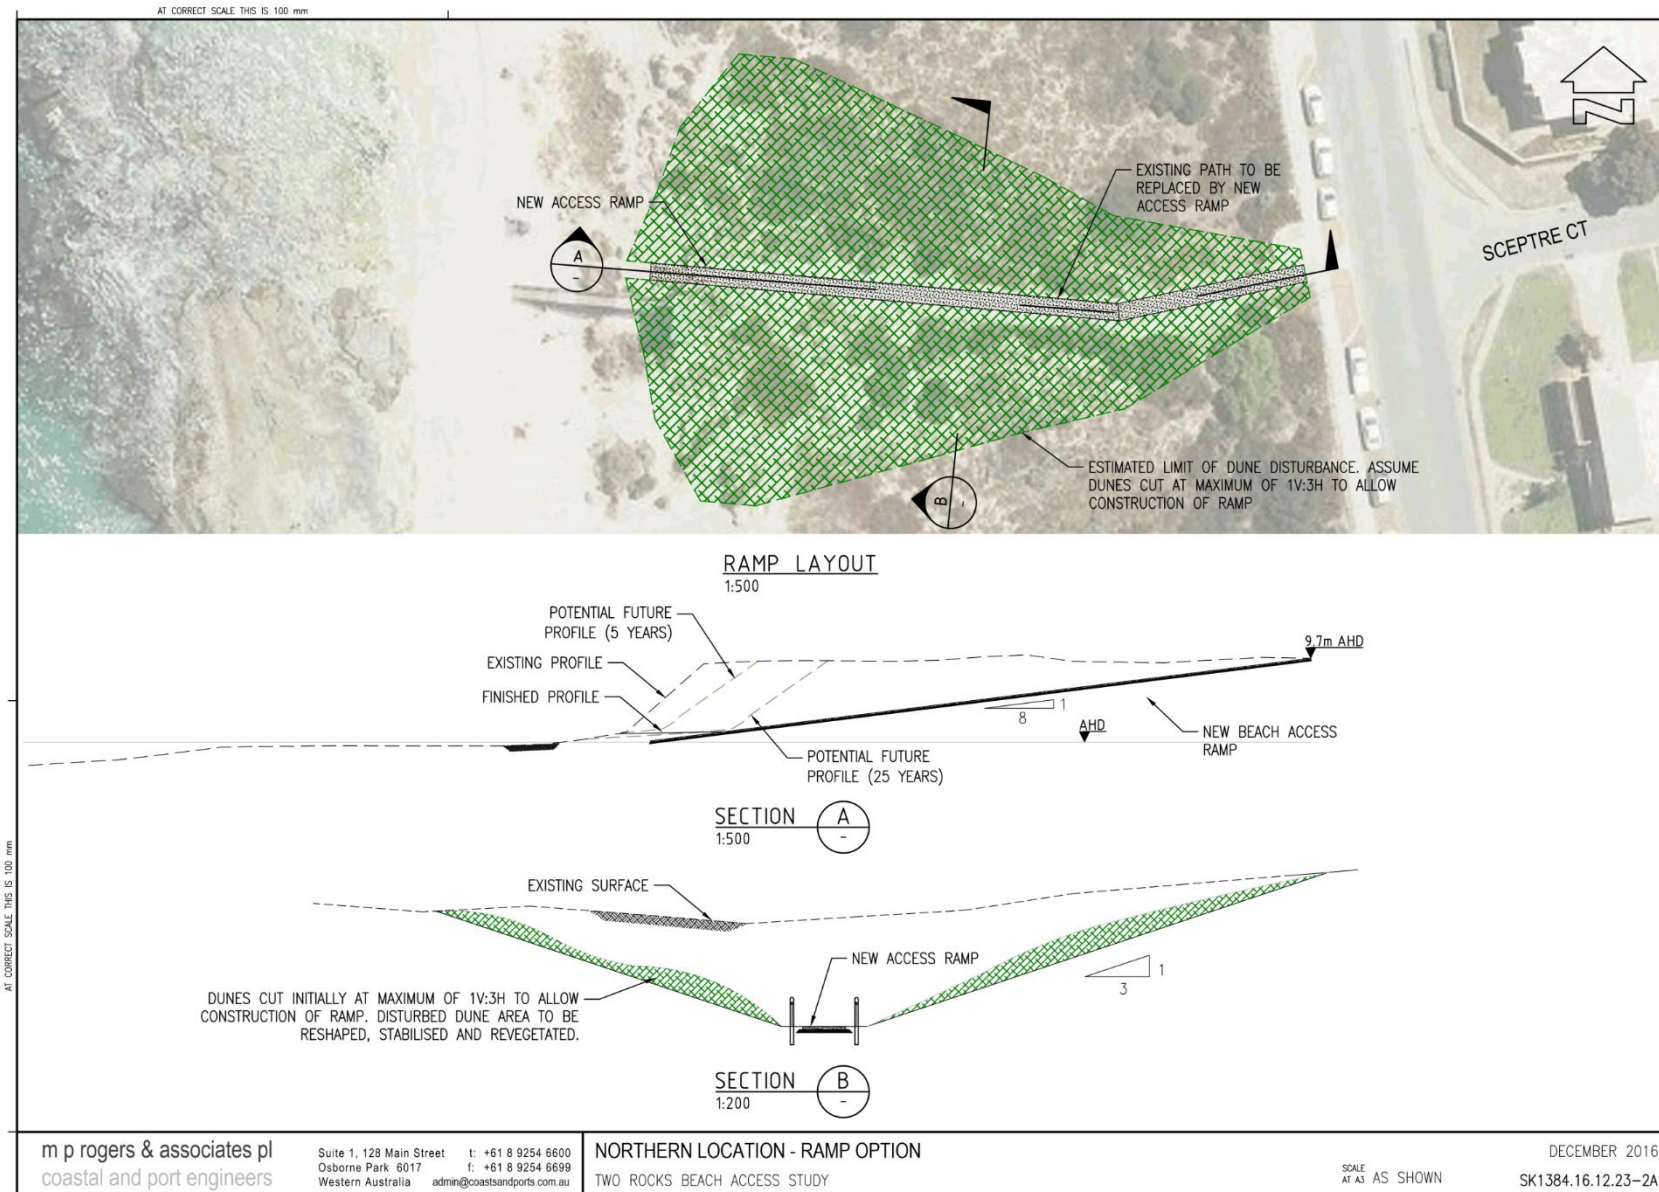 AT CORRECT SCALE THIS IS 100 mm
N
EXISTING PATH TO BE
REPLACED BY NEW
ACCESS RAMP
NEW ACCESS RAMP
SCEPTRE CT
A
-
ESTIMATED LIMIT OF DUNE DISTURBANCE. ASSUME
DUNES CUT AT MAXIMUM OF 1V:3H TO ALLOW
CONSTRUCTION OF RAMP
B
-
RAMP LAYOUT
1:500
POTENTIAL FUTURE
PROFILE (5 YEARS)
EXISTING PROFILE
FINISHED PROFILE
9.7m AHD
1
8
AHD
NEW BEACH ACCESS
RAMP
POTENTIAL FUTURE
PROFILE (25 YEARS)
SECTION A
1:500 -
AT CORRECT SCALE THIS IS 100 mm
EXISTING SURFACE
NEW ACCESS RAMP
1
3
DUNES CUT INITIALLY AT MAXIMUM OF 1V:3H TO ALLOW
CONSTRUCTION OF RAMP. DISTURBED DUNE AREA TO BE
RESHAPED, STABILISED AND REVEGETATED.
SECTION B
1:200 -
m p rogers & associates pl
coastal and port engineers
Suite 1, 128 Main Street t: +61 8 9254 6600
Osborne Park 6017 f: +61 8 9254 6699
Western Australia admin@coastsandports.com.au
NORTHERN LOCATION - RAMP OPTION
TWO ROCKS BEACH ACCESS STUDY
DECEMBER 2016
SCALE
AT A3 AS SHOWN
SK1384.16.12.23-2A